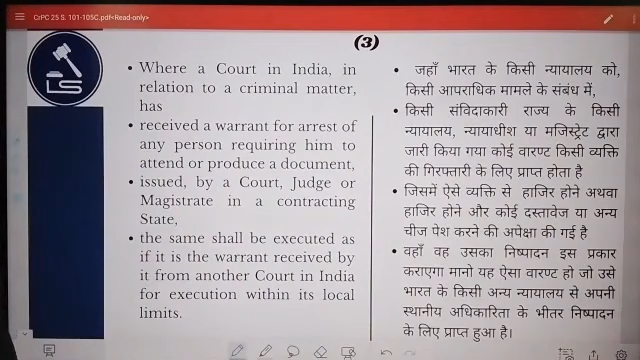 CrPC 25 S. 101-105C.pdf<Read-only>
(3)
LS
• Where a Court in India, in
relation to a criminal matter,
has
• received a warrant for arrest of
any person requiring him to
attend or produce a document,
• issued, by a Court, Judge or
Magistrate in a contracting
State,
• the same shall be executed as
if it is the warrant received by
it from another Court in India
for execution within its local
limits.
• जहाँ भारत के किसी न्यायालय को,
किसी आपराधिक मामले के संबंध में,
• किसी संविदाकारी राज्य के किसी
न्यायालय, न्यायाधीश या मजिस्ट्रेट द्वारा
जारी किया गया कोई वारण्ट किसी व्यक्ति
की गिरफ्तारी के लिए प्राप्त होता है
• जिसमें ऐसे व्यक्ति से हाजिर होने अथवा
हाजिर होने और कोई दस्तावेज या अन्य
चीज पेश करने की अपेक्षा की गई है
• वहाँ वह उसका निष्पादन इस प्रकार
कराएगा मानो यह ऐसा वारण्ट हो जो उसे
भारत के किसी अन्य न्यायालय से अपनी
स्थानीय अधिकारिता के भीतर निष्पादन
के लिए प्राप्त हुआ है।